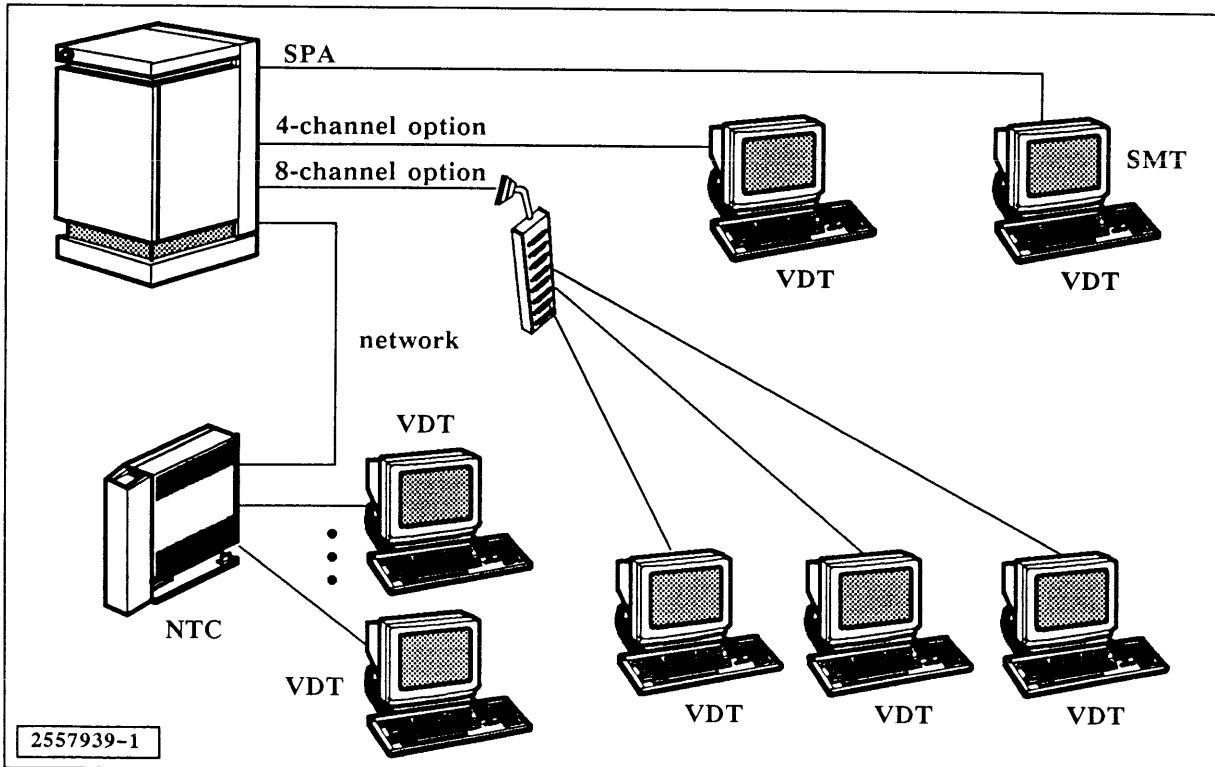 SPA
4-channel option
8-channel option
SMT
VDT
VDT
network
VDT
NTC
VDT
VDT
VDT
VDT
2557939-1